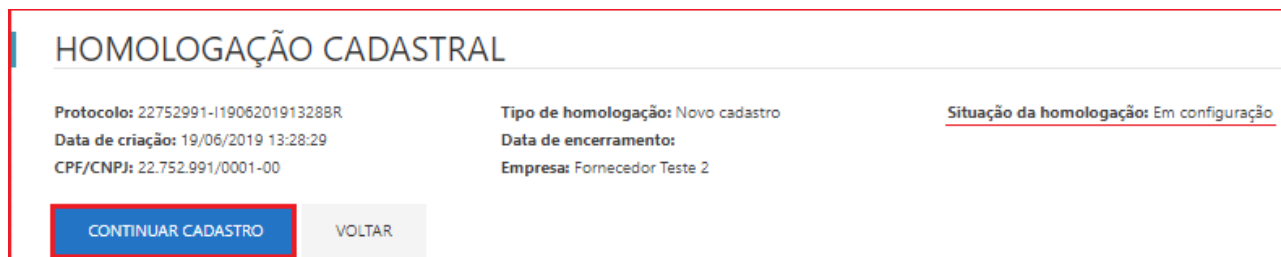 HOMOLOGAÇÃO CADASTRAL
Protocolo: 22752991-I190620191328BR Tipo de homologação: Novo cadastro Situação da homologação: Em configuração
Data de criação: 19/06/2019 13:28:29 Data de encerramento:
CPF/CNPJ: 22.752.991/0001-00 Empresa: Fornecedor Teste 2
CONTINUAR CADASTRO VOLTAR